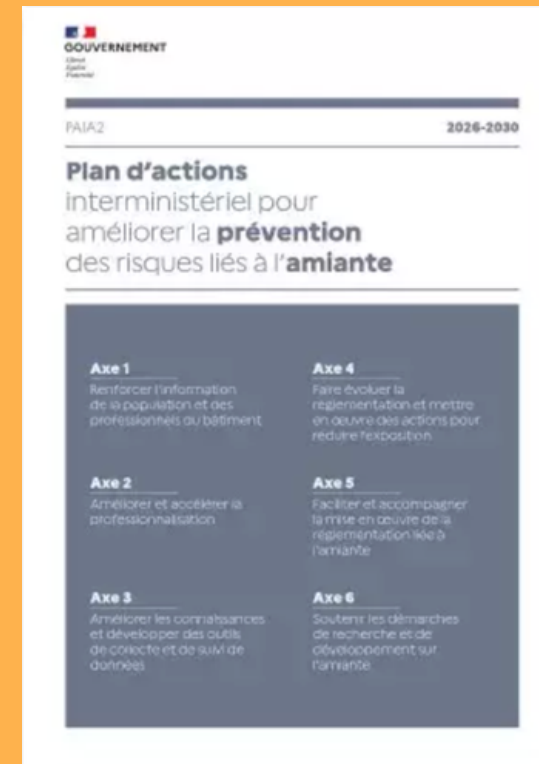 GOUVERNEMENT
Liberté
Égalité
Fraternité
PAIA2
2026-2030
Plan d'actions
interministériel pour
améliorer la prévention
des risques liés à l'amiante
Axe 1
Renforcer l'information
de la population et des
professionnels du bâtiment
Axe 2
Améliorer et accélérer la
professionnalisation
Axe 3
Améliorer les connaissances
et développer des outils
de collecte et de suivi de
données
Axe 4
Faire évoluer la
réglementation et mettre
en œuvre des actions pour
réduire l'exposition
Axe 5
Faciliter et accompagner
la mise en œuvre de la
réglementation liée à
l'amiante
Axe 6
Soutenir les démarches
de recherche et de
développement sur
l'amiante